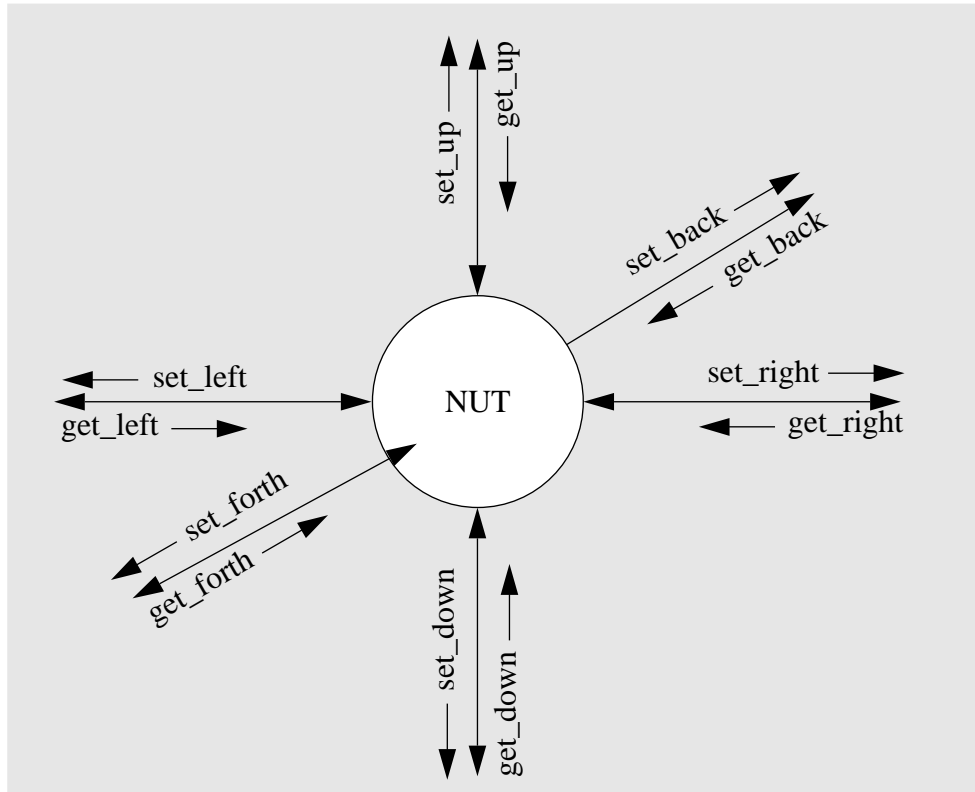 get_up
set_up
set_back
get_back
set_left
set_right
NUT
get_left
get_right
set_forth
get_forth
set_down
get_down